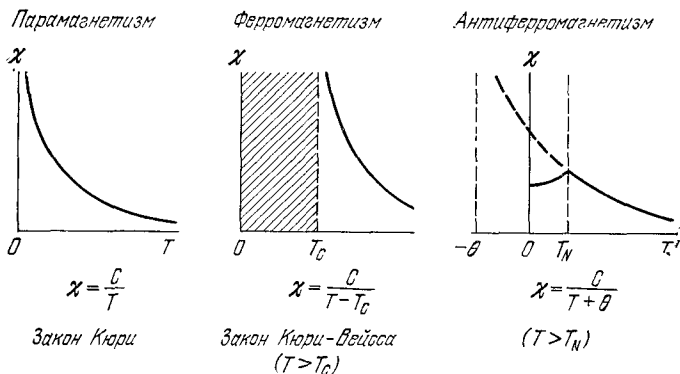 Парамагнетизм
Ферромагнетизм
Антиферромагнетизм
ϰ
ϰ
ϰ
0
T
0
T_C
-θ
0
T_N
T
ϰ = C/T
ϰ = C/(T - T_C)
ϰ = C/(T + θ)
Закон Кюри
Закон Кюри-Вейсса
(T > T_C)
(T > T_N)